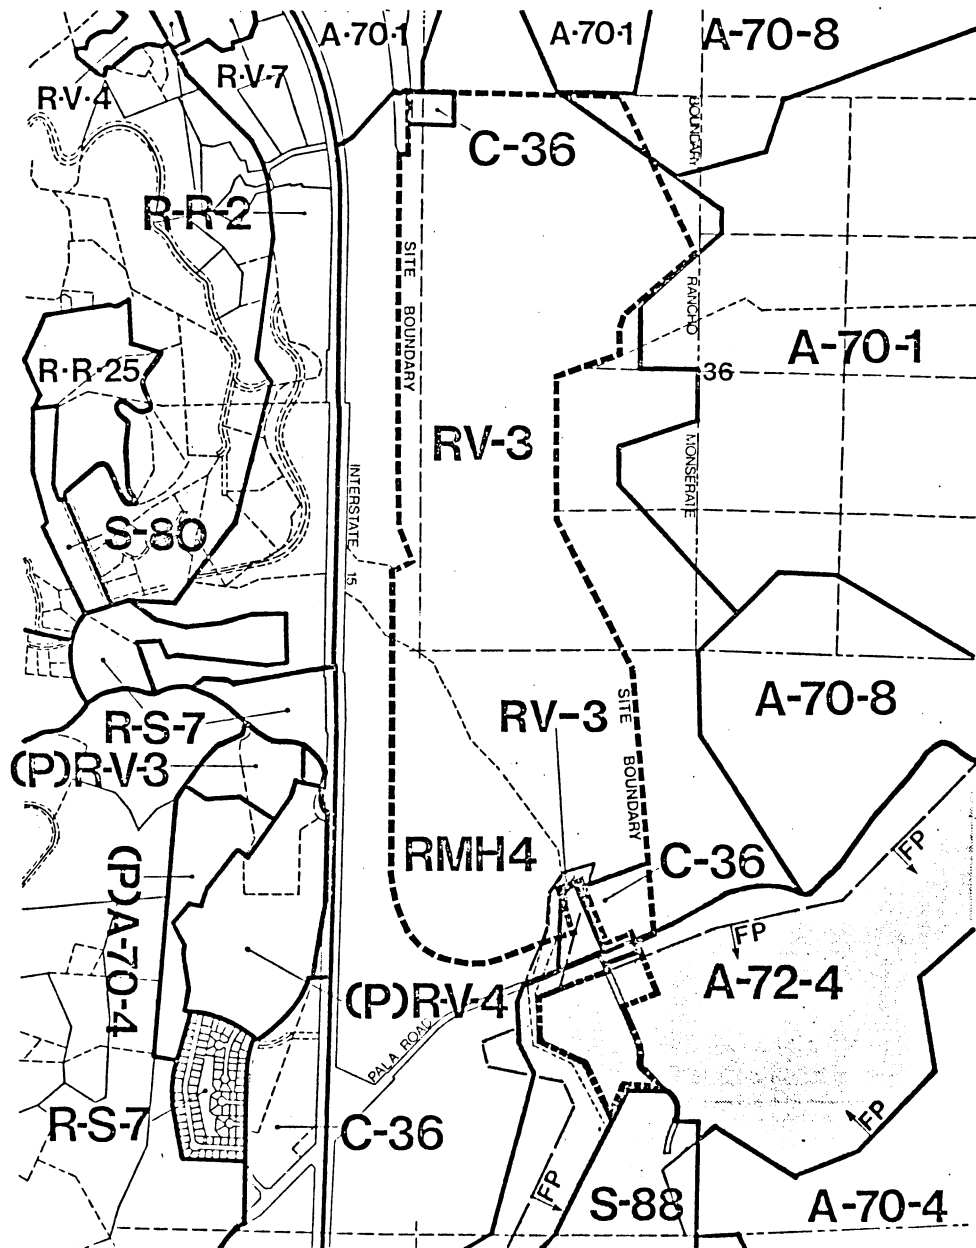 A-70-1
A-70-1
A-70-8
R-V-4
R-V-7
BOUNDARY
C-36
R-R-2
SITE BOUNDARY
RANCHO
R-R-25
A-70-1
36
RV-3
MONSERATE
INTERSTATE 15
S-80
R-S-7
RV-3
SITE BOUNDARY
A-70-8
(P)R-V-3
RMH4
C-36
FP
(P)A-70-4
FP
(P)R-V-4
A-72-4
PALA ROAD
R-S-7
C-36
FP
FP
S-88
A-70-4